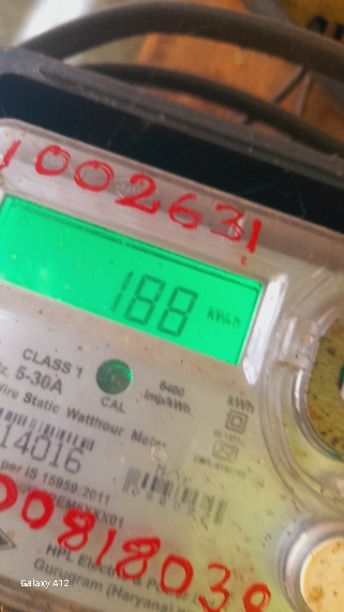 1002631
188 kWh
CLASS 1
5-30A
CAL
6400
imp/kWh
kWh
Wire Static Watthour Meter
14016
per IS 15959:2011
00818030
HPL Electric & Power
Gurugram (Haryana
Galaxy A12